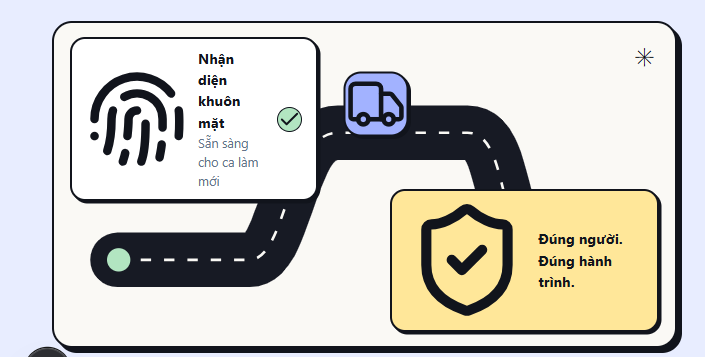 Nhận
diện
khuôn
mặt
Sẵn sàng
cho ca làm
mới
Đúng người.
Đúng hành
trình.